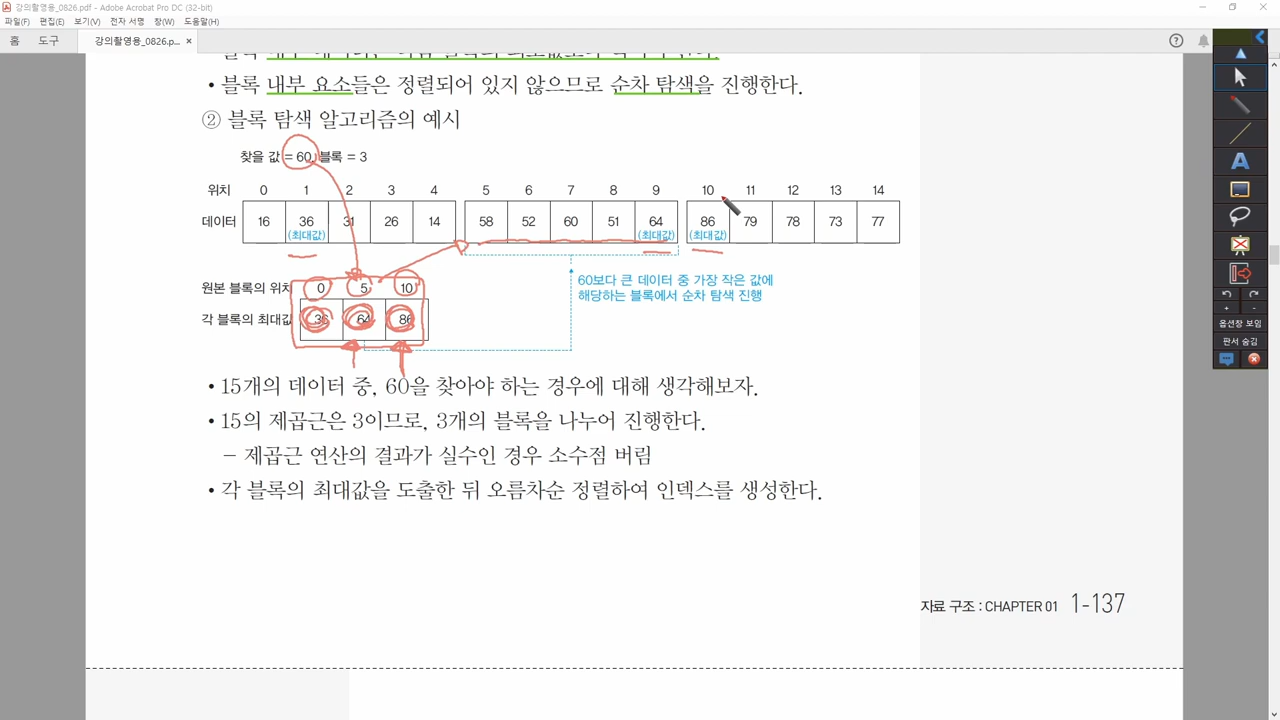 강의촬영용_0826.pdf - Adobe Acrobat Pro DC (32-bit)
파일(F) 편집(E) 보기(V) 전자 서명 창(W) 도움말(H)
홈 도구 강의촬영용_0826.p... ×
• 블록 내부 요소들은 정렬되어 있지 않으므로 순차 탐색을 진행한다.
② 블록 탐색 알고리즘의 예시
찾을 값 = 60, 블록 = 3
위치 0 1 2 3 4 5 6 7 8 9 10 11 12 13 14
데이터 16 36 31 26 14 58 52 60 51 64 86 79 78 73 77
(최대값) (최대값) (최대값)
원본 블록의 위치 0 5 10
각 블록의 최대값 36 64 86
60보다 큰 데이터 중 가장 작은 값에
해당하는 블록에서 순차 탐색 진행
• 15개의 데이터 중, 60을 찾아야 하는 경우에 대해 생각해보자.
• 15의 제곱근은 3이므로, 3개의 블록을 나누어 진행한다.
– 제곱근 연산의 결과가 실수인 경우 소수점 버림
• 각 블록의 최대값을 도출한 뒤 오름차순 정렬하여 인덱스를 생성한다.
자료 구조 : CHAPTER 01 1-137
A
+ -
옵션창 보임
판서 숨김